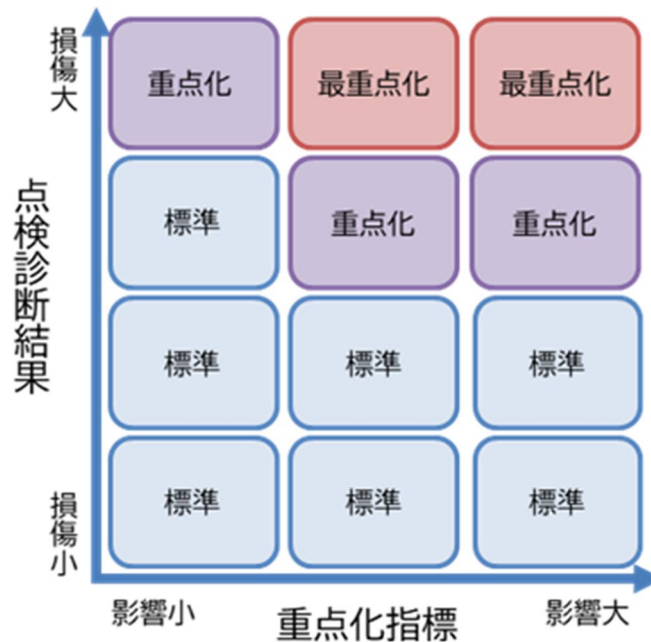 損傷大
重点化
最重点化
最重点化
点検診断結果
標準
重点化
重点化
標準
標準
標準
損傷小
標準
標準
標準
影響小
重点化指標
影響大